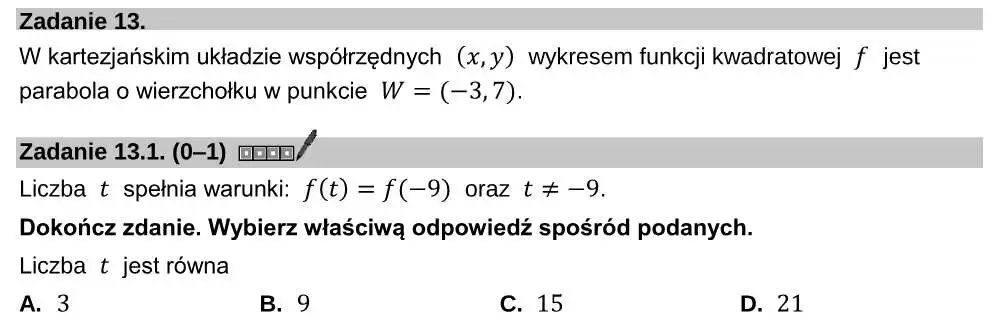 Zadanie 13.
W kartezjańskim układzie współrzędnych (x, y) wykresem funkcji kwadratowej f jest
parabola o wierzchołku w punkcie W = (−3, 7).
Zadanie 13.1. (0–1)
Liczba t spełnia warunki: f(t) = f(−9) oraz t ≠ −9.
Dokończ zdanie. Wybierz właściwą odpowiedź spośród podanych.
Liczba t jest równa
A. 3 B. 9 C. 15 D. 21